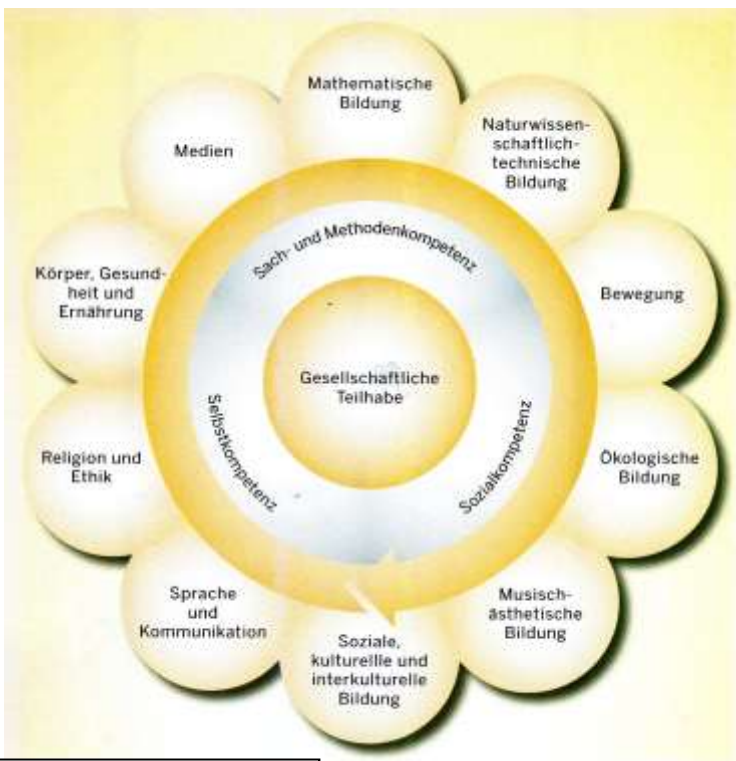 Mathematische
Bildung
Naturwissen-
schaftlich-
technische
Bildung
Medien
Sach- und Methodenkompetenz
Körper, Gesund-
heit und
Ernährung
Bewegung
Gesellschaftliche
Teilhabe
Selbstkompetenz
Sozialkompetenz
Religion und
Ethik
Ökologische
Bildung
Sprache
und
Kommunikation
Musisch-
ästhetische
Bildung
Soziale,
kulturelle und
interkulturelle
Bildung